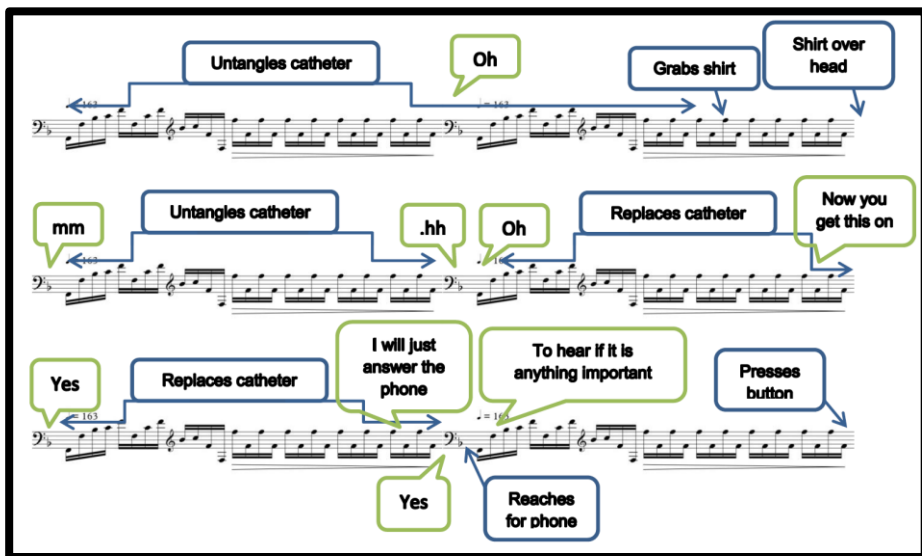 Untangles catheter
Oh
Grabs shirt
Shirt over
head
♩ = 163
♩ = 163
mm
Untangles catheter
.hh
Oh
Replaces catheter
Now you
get this on
♩ = 163
♩ = 163
Yes
Replaces catheter
I will just
answer the
phone
To hear if it is
anything important
Presses
button
♩ = 163
♩ = 163
Yes
Reaches
for phone